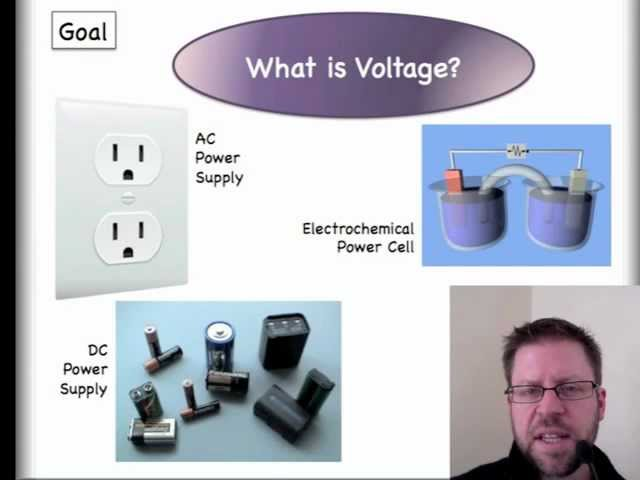 Goal
What is Voltage?
AC
Power
Supply
Electrochemical
Power Cell
DC
Power
Supply